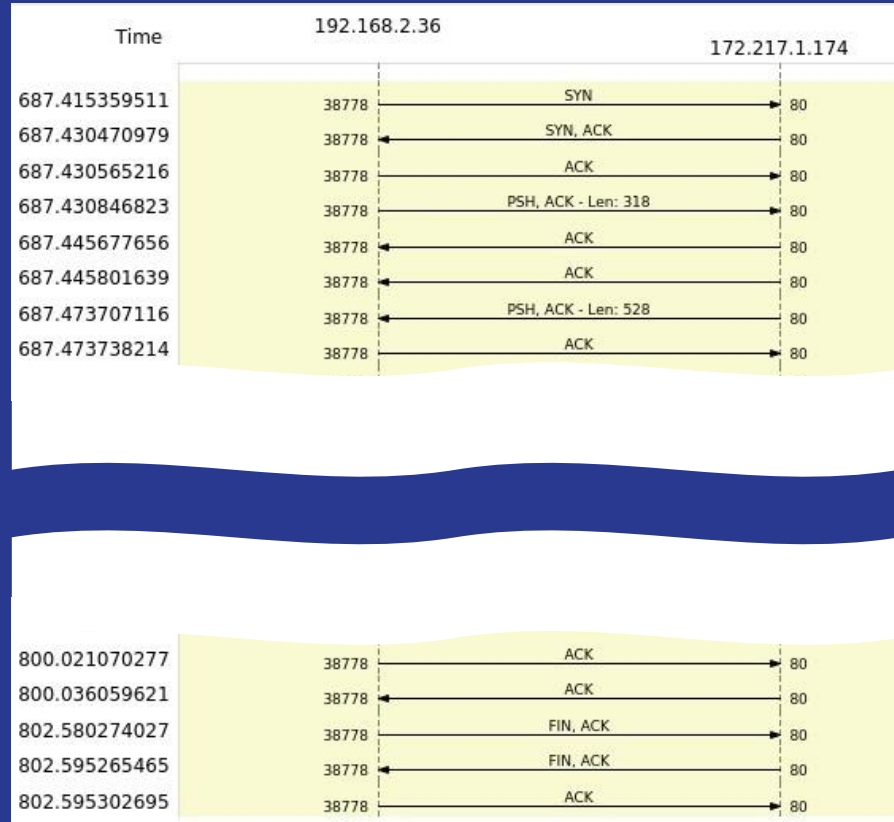 Time 192.168.2.36 172.217.1.174
687.415359511 38778 SYN 80
687.430470979 38778 SYN, ACK 80
687.430565216 38778 ACK 80
687.430846823 38778 PSH, ACK - Len: 318 80
687.445677656 38778 ACK 80
687.445801639 38778 ACK 80
687.473707116 38778 PSH, ACK - Len: 528 80
687.473738214 38778 ACK 80
800.021070277 38778 ACK 80
800.036059621 38778 ACK 80
802.580274027 38778 FIN, ACK 80
802.595265465 38778 FIN, ACK 80
802.595302695 38778 ACK 80